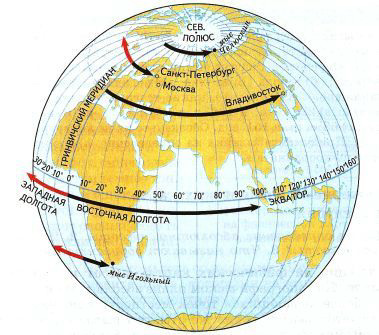 СЕВ.
ПОЛЮС
мыс Челюскин
Санкт-Петербург
Москва
Владивосток
ГРИНВИЧСКИЙ МЕРИДИАН
30° 20° 10° 0° 10° 20° 30° 40° 50° 60° 70° 80° 90° 100° 110° 120° 130° 140° 150° 160°
ЗАПАДНАЯ
ДОЛГОТА
ВОСТОЧНАЯ ДОЛГОТА
ЭКВАТОР
мыс Игольный